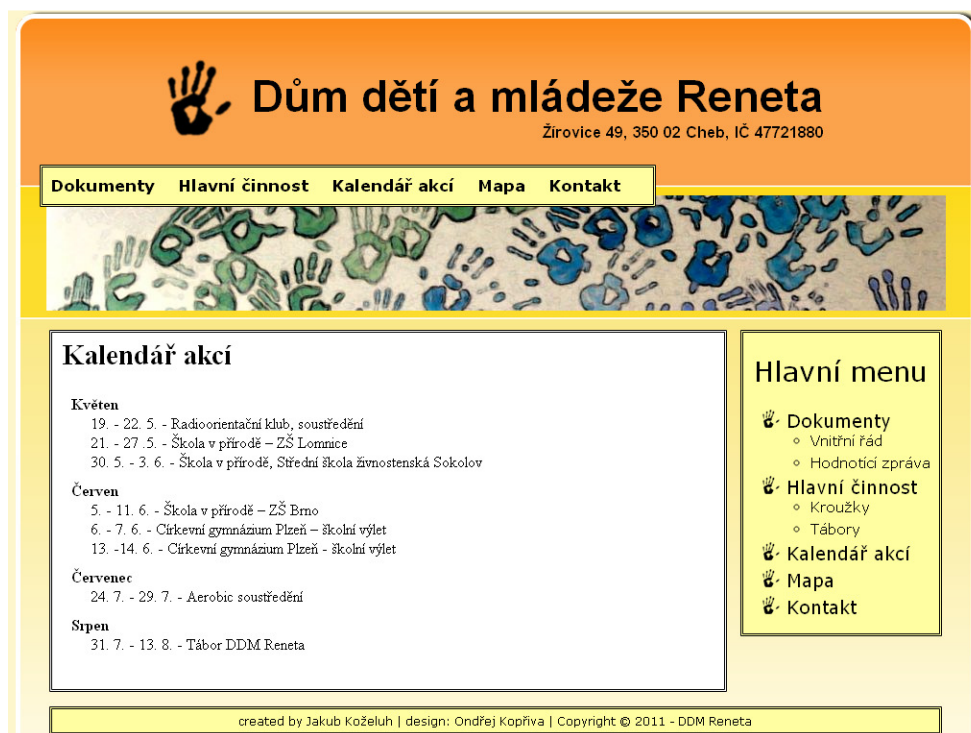 Dům dětí a mládeže Reneta
Žírovice 49, 350 02 Cheb, IČ 47721880
Dokumenty Hlavní činnost Kalendář akcí Mapa Kontakt
Kalendář akcí
Květen
19. - 22. 5. - Radioorientační klub, soustředění
21. - 27 .5. - Škola v přírodě – ZŠ Lomnice
30. 5. - 3. 6. - Škola v přírodě, Střední škola živnostenská Sokolov
Červen
5. - 11. 6. - Škola v přírodě – ZŠ Brno
6. - 7. 6. - Církevní gymnázium Plzeň – školní výlet
13. -14. 6. - Církevní gymnázium Plzeň - školní výlet
Červenec
24. 7. - 29. 7. - Aerobic soustředění
Srpen
31. 7. - 13. 8. - Tábor DDM Reneta
Hlavní menu
Dokumenty
Vnitřní řád
Hodnotící zpráva
Hlavní činnost
Kroužky
Tábory
Kalendář akcí
Mapa
Kontakt
created by Jakub Koželuh | design: Ondřej Kopřiva | Copyright © 2011 - DDM Reneta